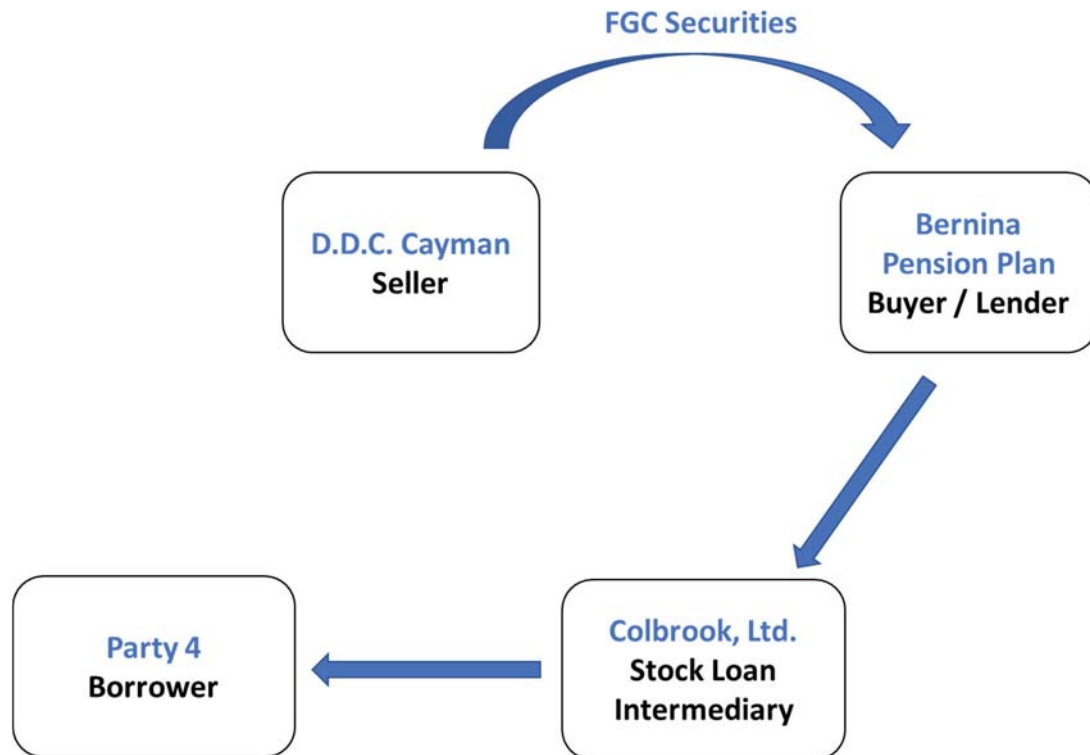 FGC Securities
D.D.C. Cayman
Seller
Bernina
Pension Plan
Buyer / Lender
Party 4
Borrower
Colbrook, Ltd.
Stock Loan
Intermediary